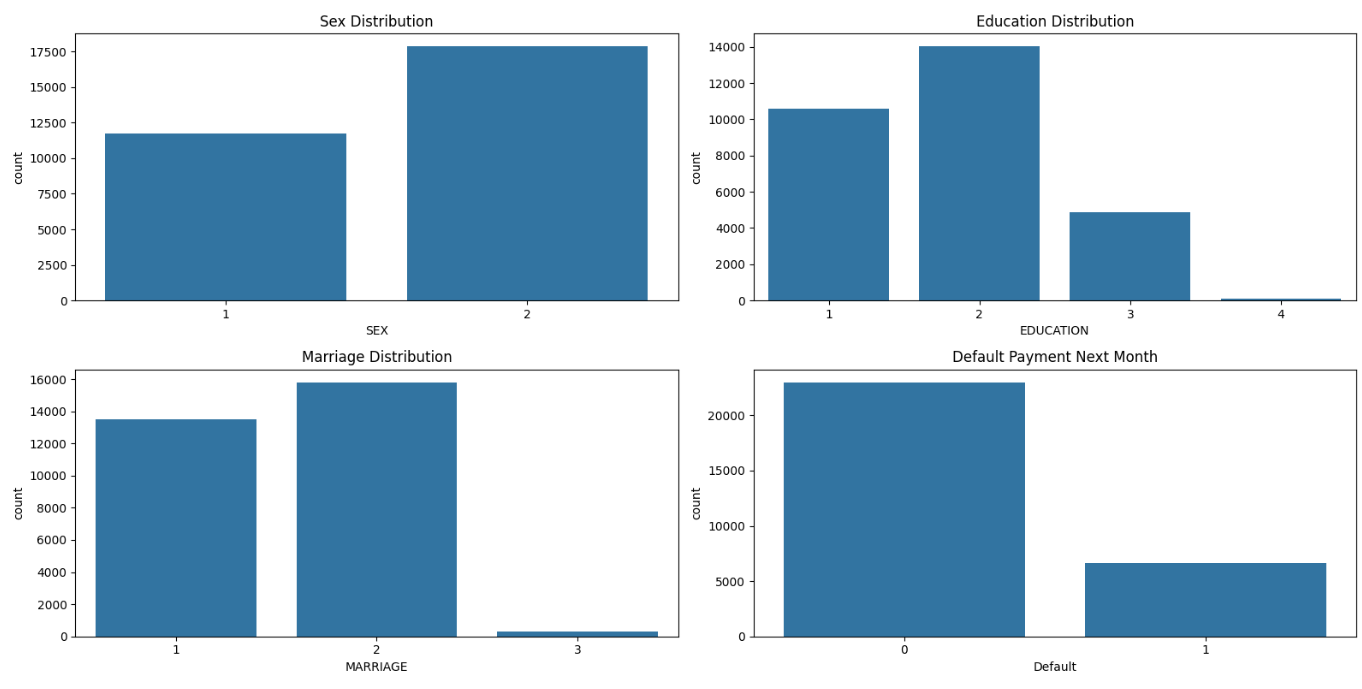 Sex Distribution
17500
15000
12500
10000
7500
5000
2500
0
count
1 2
SEX
Education Distribution
14000
12000
10000
8000
6000
4000
2000
0
count
1 2 3 4
EDUCATION
Marriage Distribution
16000
14000
12000
10000
8000
6000
4000
2000
0
count
1 2 3
MARRIAGE
Default Payment Next Month
20000
15000
10000
5000
0
count
0 1
Default